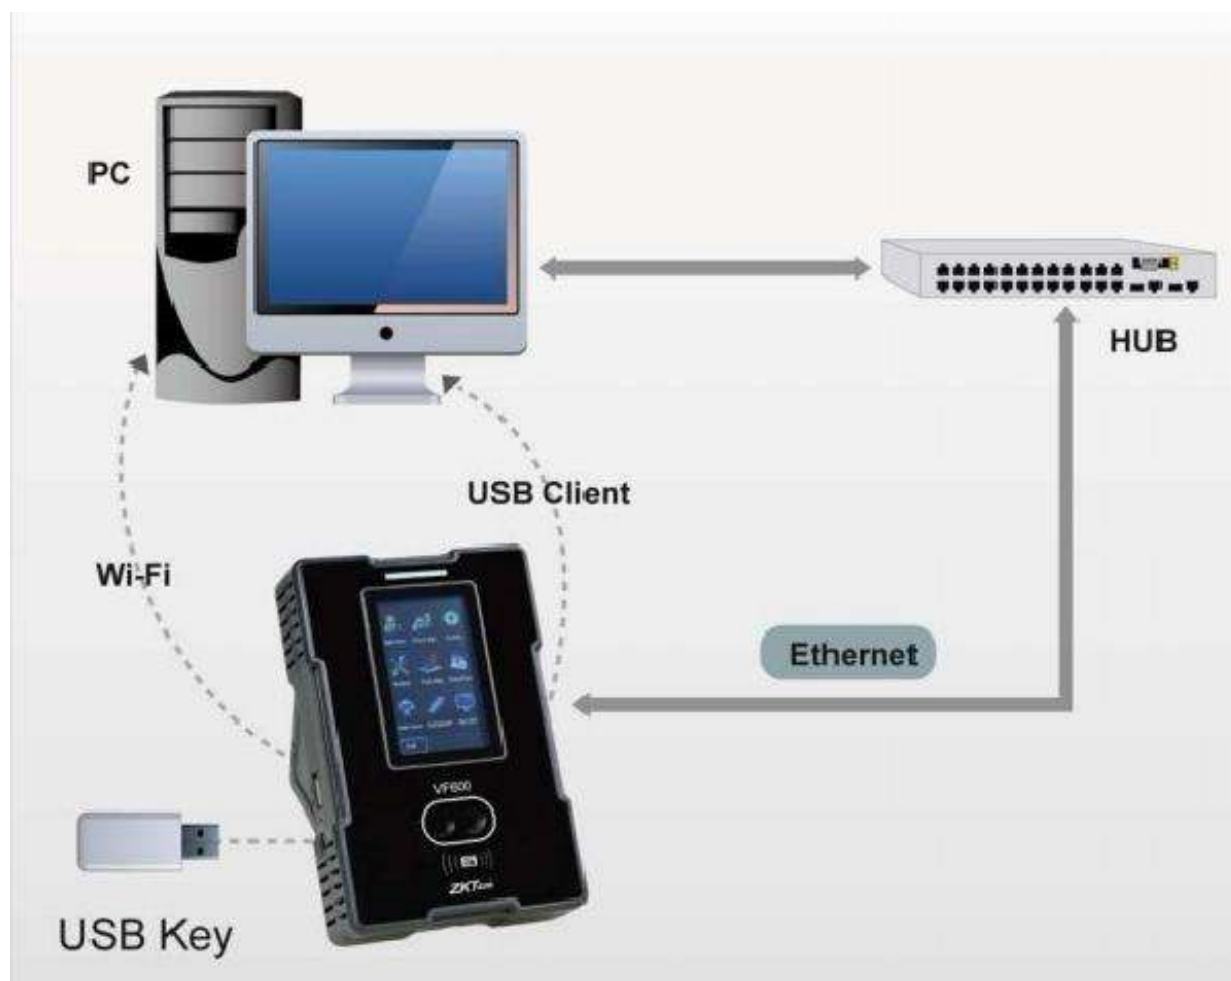 PC
HUB
USB Client
Wi-Fi
Ethernet
VF600
ZKTeco
USB Key